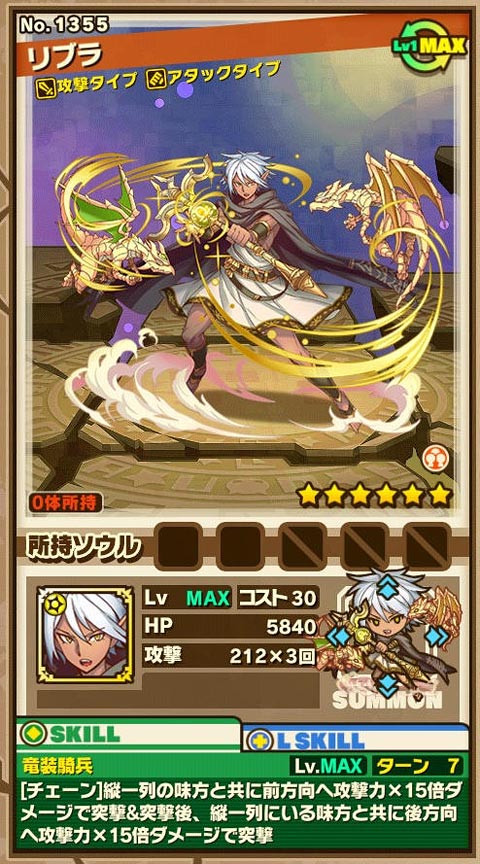 No.1355
リブラ
Lv1 MAX
攻撃タイプ アタックタイプ
0体所持
所持ソウル
Lv MAX コスト 30
HP 5840
攻撃 212×3回
SUMMON
SKILL
L SKILL
竜装騎兵 Lv.MAX ターン 7
[チェーン]縦一列の味方と共に前方向へ攻撃力×15倍ダ
メージで突撃&突撃後、縦一列にいる味方と共に後方向
へ攻撃力×15倍ダメージで突撃